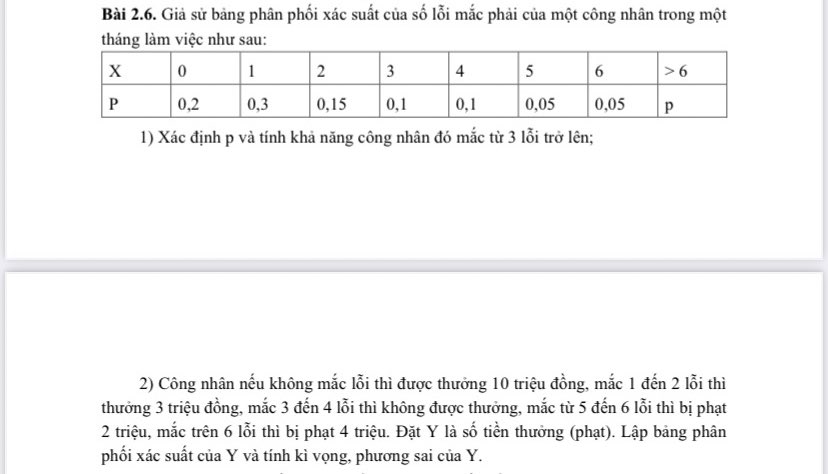 Bài 2.6. Giả sử bảng phân phối xác suất của số lỗi mắc phải của một công nhân trong một
tháng làm việc như sau:
X 0 1 2 3 4 5 6 > 6
P 0,2 0,3 0,15 0,1 0,1 0,05 0,05 p
1) Xác định p và tính khả năng công nhân đó mắc từ 3 lỗi trở lên;
2) Công nhân nếu không mắc lỗi thì được thưởng 10 triệu đồng, mắc 1 đến 2 lỗi thì
thưởng 3 triệu đồng, mắc 3 đến 4 lỗi thì không được thưởng, mắc từ 5 đến 6 lỗi thì bị phạt
2 triệu, mắc trên 6 lỗi thì bị phạt 4 triệu. Đặt Y là số tiền thưởng (phạt). Lập bảng phân
phối xác suất của Y và tính kì vọng, phương sai của Y.